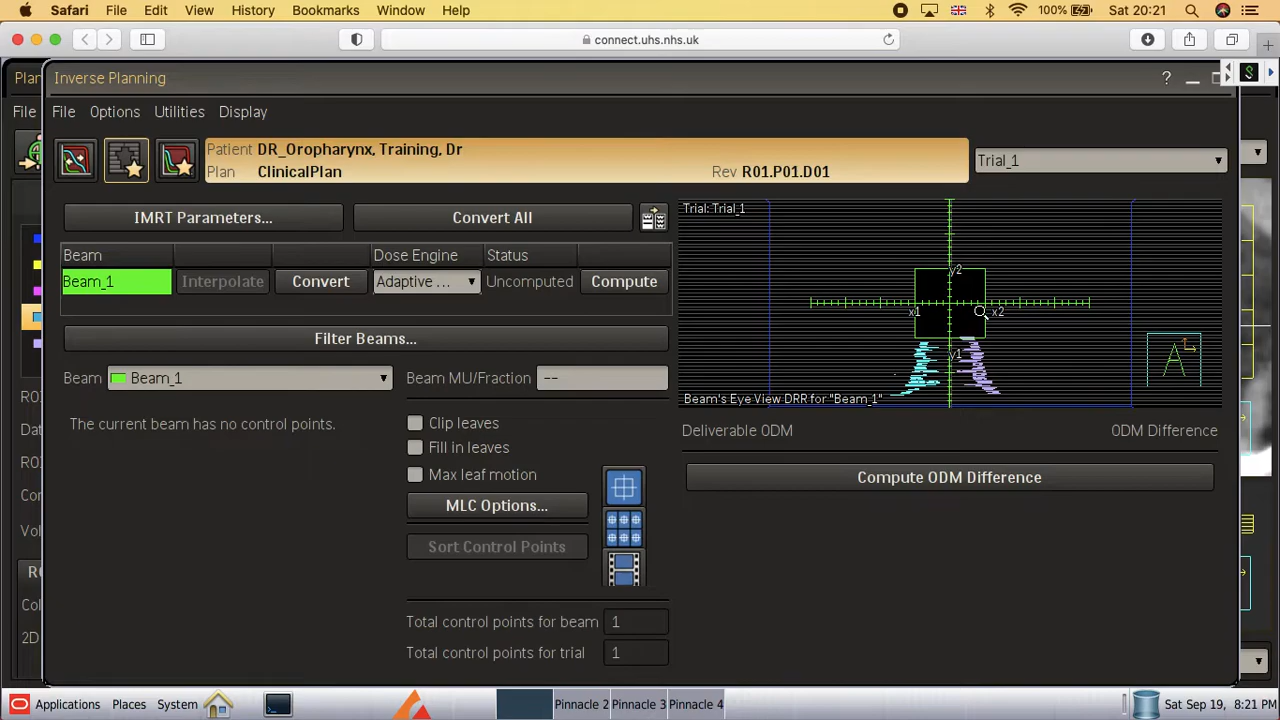 Safari File Edit View History Bookmarks Window Help 100% Sat 20:21
connect.uhs.nhs.uk
Inverse Planning ?
File
File Options Utilities Display
Patient DR_Oropharynx, Training, Dr
Plan ClinicalPlan Rev R01.P01.D01
Trial_1
IMRT Parameters... Convert All
Trial: Trial_1
Beam Dose Engine Status
Beam_1 Interpolate Convert Adaptive ... Uncomputed Compute
y2
x1 x2
y1
A
Filter Beams...
Beam Beam_1 Beam MU/Fraction --
Beam's Eye View DRR for "Beam_1"
The current beam has no control points.
Clip leaves
Fill in leaves
Max leaf motion
MLC Options...
Sort Control Points
Deliverable ODM ODM Difference
Compute ODM Difference
Total control points for beam 1
Total control points for trial 1
2D
Applications Places System Pinnacle 2 Pinnacle 3 Pinnacle 4 Sat Sep 19, 8:21 PM